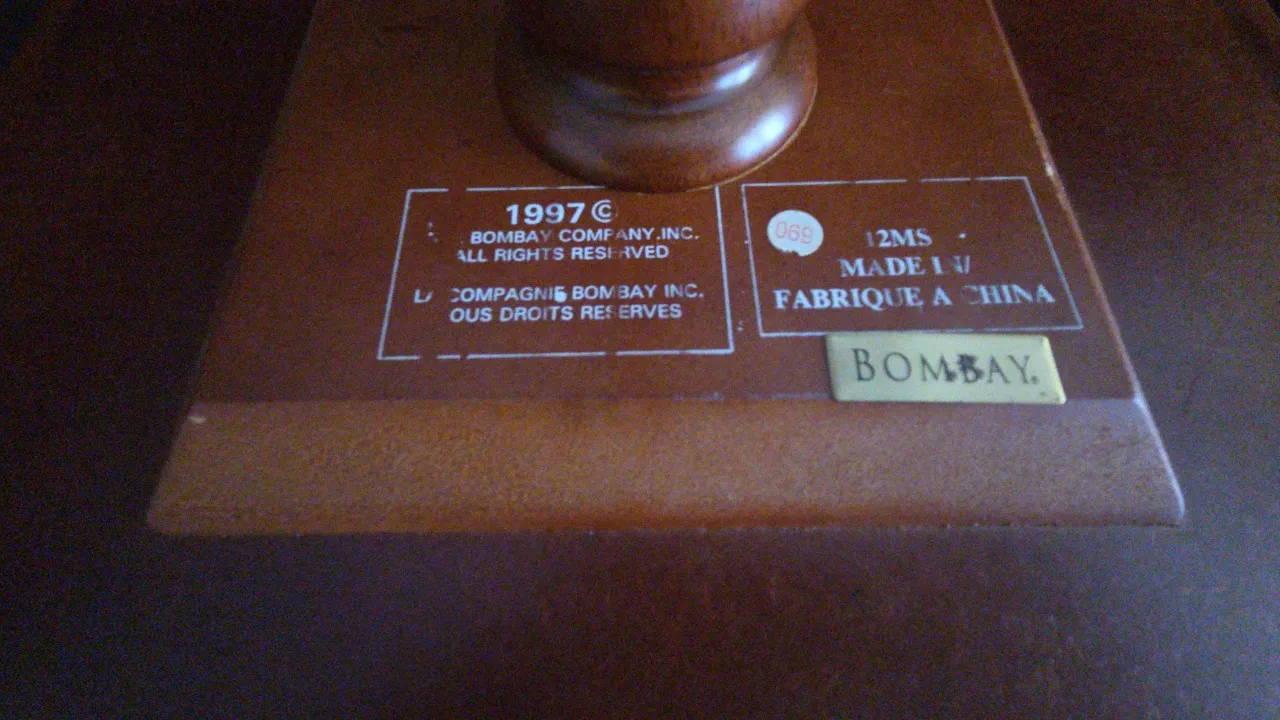 1997 ©
BOMBAY COMPANY, INC.
ALL RIGHTS RESERVED
COMPAGNIE BOMBAY INC.
OUS DROITS RESERVES
069
12MS
MADE IN/
FABRIQUE A CHINA
BOMBAY.